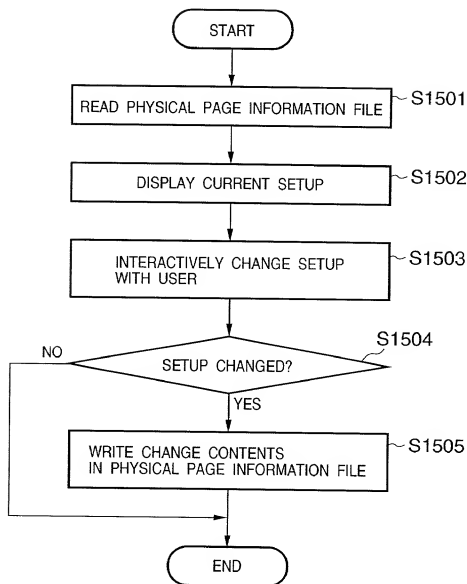 START
READ PHYSICAL PAGE INFORMATION FILE
S1501
DISPLAY CURRENT SETUP
S1502
INTERACTIVELY CHANGE SETUP
WITH USER
S1503
SETUP CHANGED?
S1504
NO
YES
WRITE CHANGE CONTENTS
IN PHYSICAL PAGE INFORMATION FILE
S1505
END